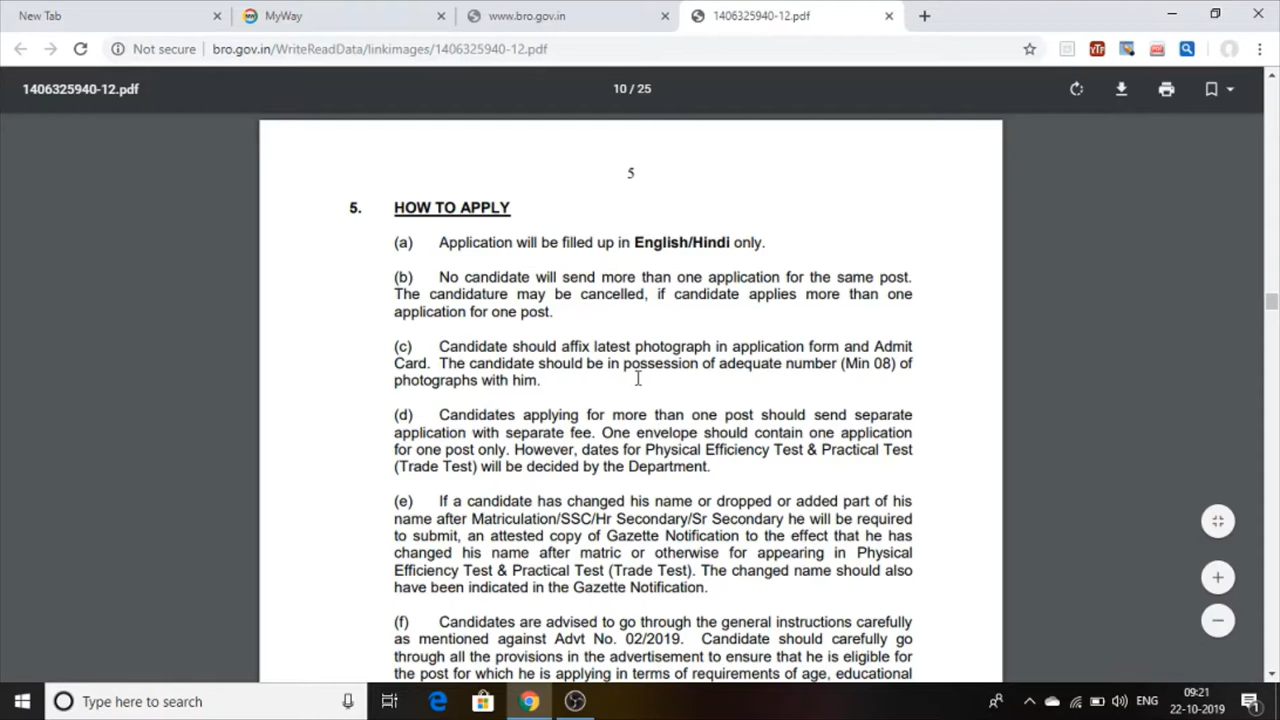 New Tab
MyWay
www.bro.gov.in
1406325940-12.pdf
Not secure
bro.gov.in/WriteReadData/linkimages/1406325940-12.pdf
1406325940-12.pdf
10 / 25
5
5. HOW TO APPLY
(a) Application will be filled up in English/Hindi only.
(b) No candidate will send more than one application for the same post.
The candidature may be cancelled, if candidate applies more than one
application for one post.
(c) Candidate should affix latest photograph in application form and Admit
Card. The candidate should be in possession of adequate number (Min 08) of
photographs with him.
(d) Candidates applying for more than one post should send separate
application with separate fee. One envelope should contain one application
for one post only. However, dates for Physical Efficiency Test & Practical Test
(Trade Test) will be decided by the Department.
(e) If a candidate has changed his name or dropped or added part of his
name after Matriculation/SSC/Hr Secondary/Sr Secondary he will be required
to submit, an attested copy of Gazette Notification to the effect that he has
changed his name after matric or otherwise for appearing in Physical
Efficiency Test & Practical Test (Trade Test). The changed name should also
have been indicated in the Gazette Notification.
(f) Candidates are advised to go through the general instructions carefully
as mentioned against Advt No. 02/2019. Candidate should carefully go
through all the provisions in the advertisement to ensure that he is eligible for
the post for which he is applying in terms of requirements of age, educational
Type here to search
ENG
09:21
22-10-2019